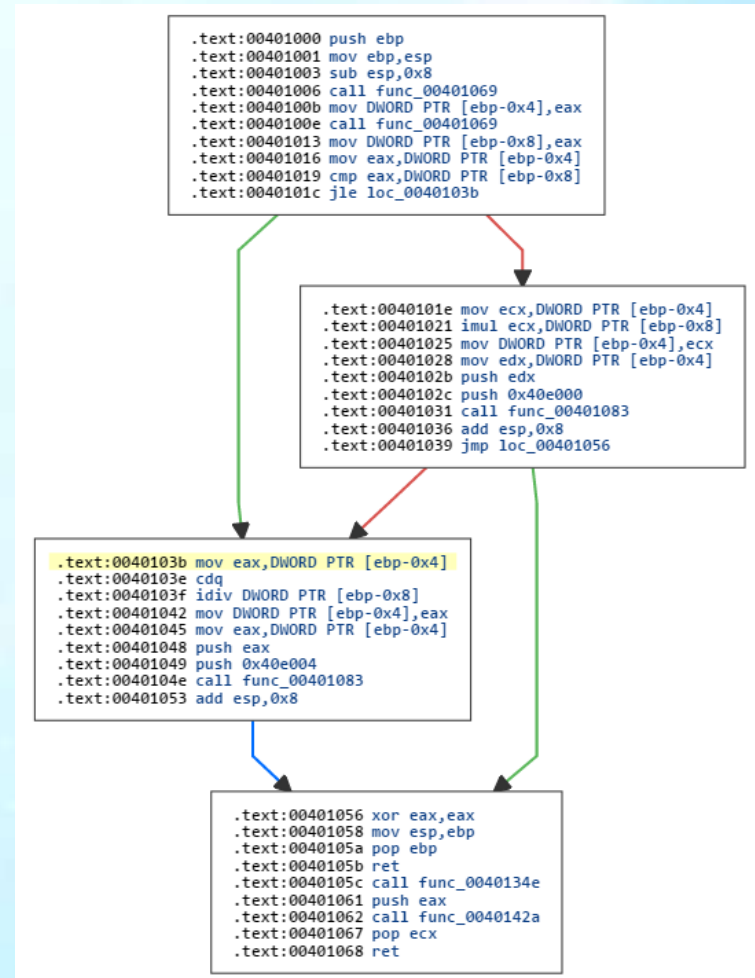 .text:00401000 push ebp
.text:00401001 mov ebp,esp
.text:00401003 sub esp,0x8
.text:00401006 call func_00401069
.text:0040100b mov DWORD PTR [ebp-0x4],eax
.text:0040100e call func_00401069
.text:00401013 mov DWORD PTR [ebp-0x8],eax
.text:00401016 mov eax,DWORD PTR [ebp-0x4]
.text:00401019 cmp eax,DWORD PTR [ebp-0x8]
.text:0040101c jle loc_0040103b
.text:0040101e mov ecx,DWORD PTR [ebp-0x4]
.text:00401021 imul ecx,DWORD PTR [ebp-0x8]
.text:00401025 mov DWORD PTR [ebp-0x4],ecx
.text:00401028 mov edx,DWORD PTR [ebp-0x4]
.text:0040102b push edx
.text:0040102c push 0x40e000
.text:00401031 call func_00401083
.text:00401036 add esp,0x8
.text:00401039 jmp loc_00401056
.text:0040103b mov eax,DWORD PTR [ebp-0x4]
.text:0040103e cdq
.text:0040103f idiv DWORD PTR [ebp-0x8]
.text:00401042 mov DWORD PTR [ebp-0x4],eax
.text:00401045 mov eax,DWORD PTR [ebp-0x4]
.text:00401048 push eax
.text:00401049 push 0x40e004
.text:0040104e call func_00401083
.text:00401053 add esp,0x8
.text:00401056 xor eax,eax
.text:00401058 mov esp,ebp
.text:0040105a pop ebp
.text:0040105b ret
.text:0040105c call func_0040134e
.text:00401061 push eax
.text:00401062 call func_0040142a
.text:00401067 pop ecx
.text:00401068 ret